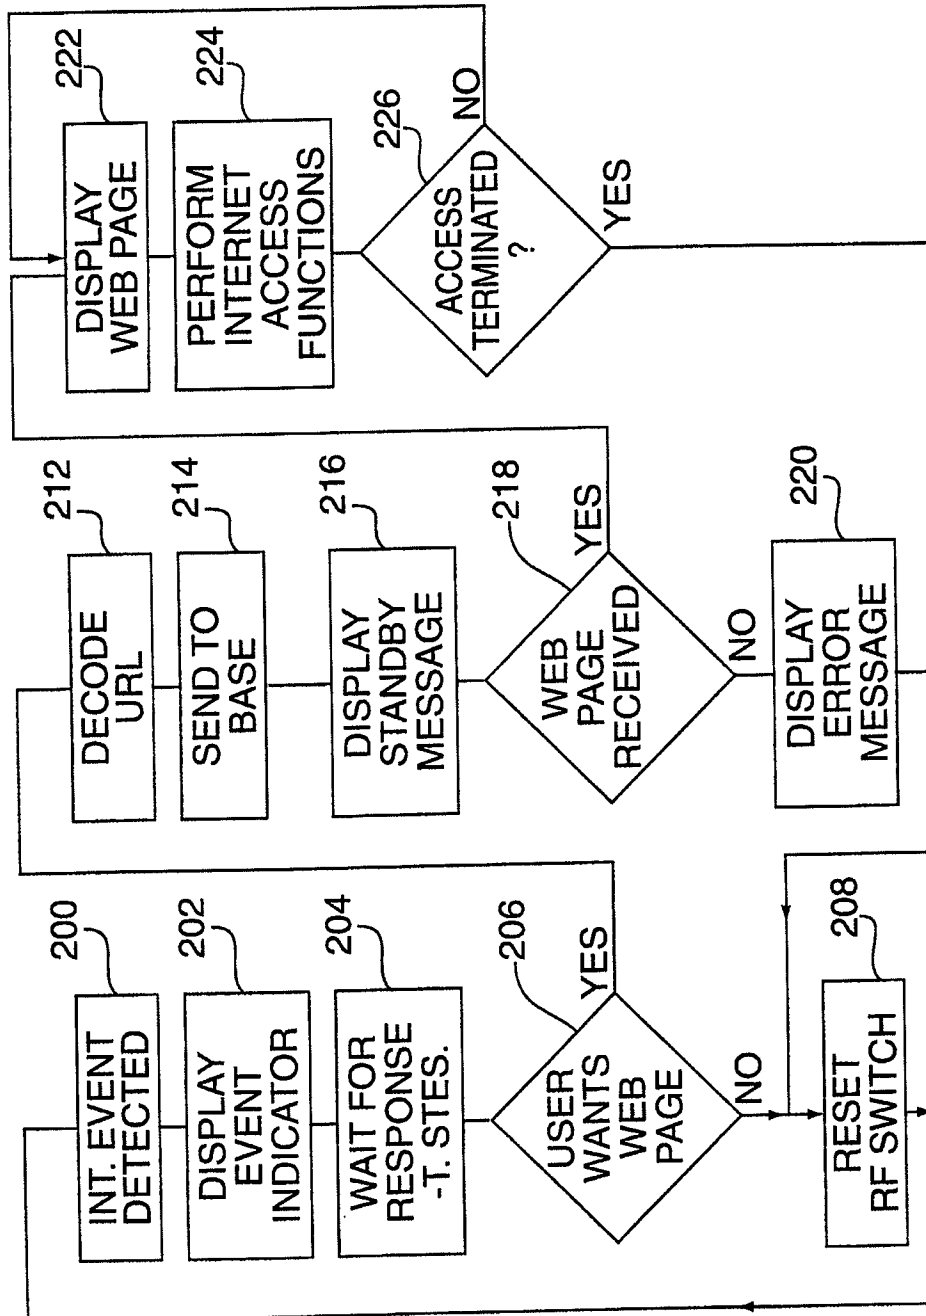 200
INT. EVENT
DETECTED
202
DISPLAY
EVENT
INDICATOR
204
WAIT FOR
RESPONSE
-T. STES.
206
USER
WANTS
WEB
PAGE
YES
NO
208
RESET
RF SWITCH
212
DECODE
URL
214
SEND TO
BASE
216
DISPLAY
STANDBY
MESSAGE
218
WEB
PAGE
RECEIVED
YES
NO
220
DISPLAY
ERROR
MESSAGE
222
DISPLAY
WEB PAGE
224
PERFORM
INTERNET
ACCESS
FUNCTIONS
226
ACCESS
TERMINATED
?
NO
YES